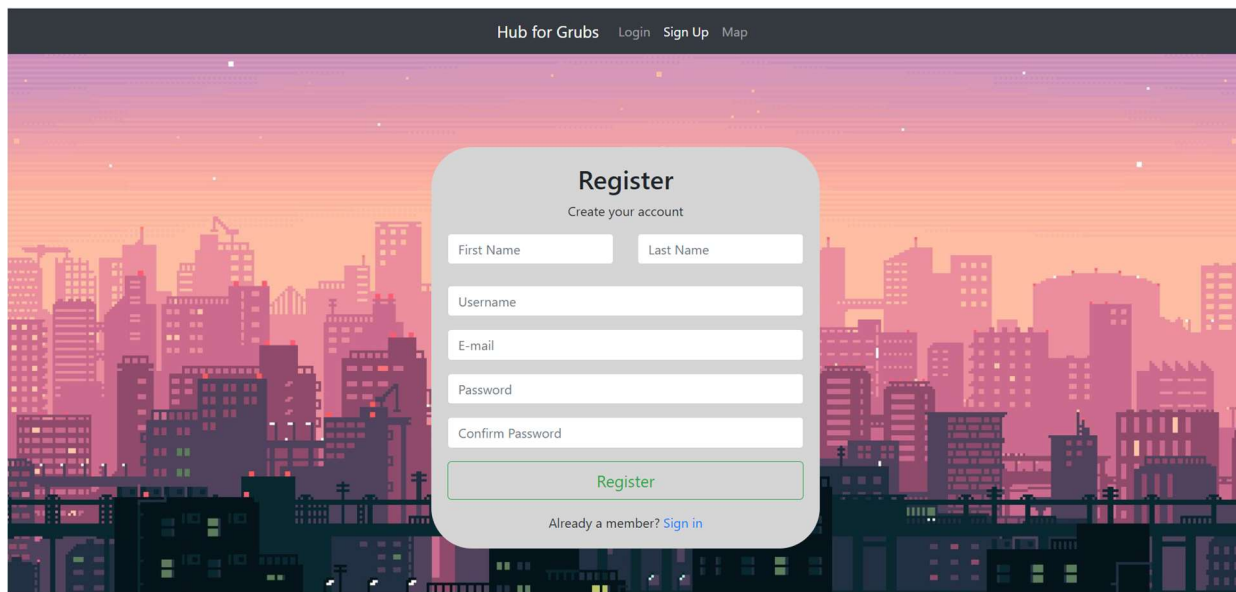 Hub for Grubs Login Sign Up Map
Register
Create your account
First Name Last Name
Username
E-mail
Password
Confirm Password
Register
Already a member? Sign in